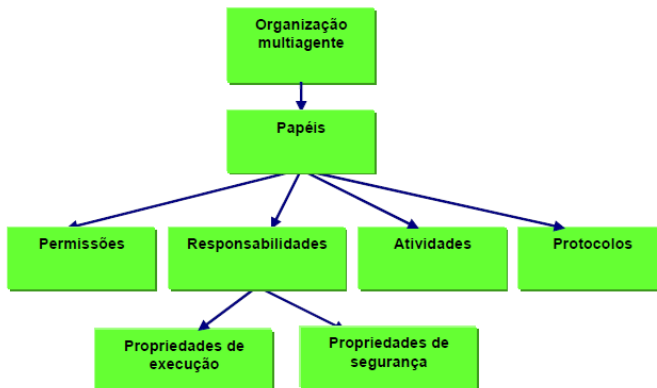 Organização
multiagente
Papéis
Permissões
Responsabilidades
Atividades
Protocolos
Propriedades de
execução
Propriedades de
segurança